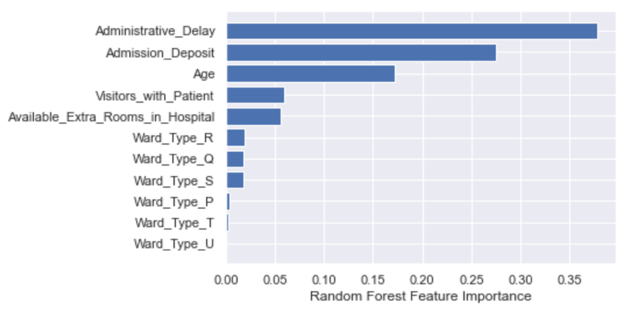 Administrative_Delay
Admission_Deposit
Age
Visitors_with_Patient
Available_Extra_Rooms_in_Hospital
Ward_Type_R
Ward_Type_Q
Ward_Type_S
Ward_Type_P
Ward_Type_T
Ward_Type_U
0.00 0.05 0.10 0.15 0.20 0.25 0.30 0.35
Random Forest Feature Importance